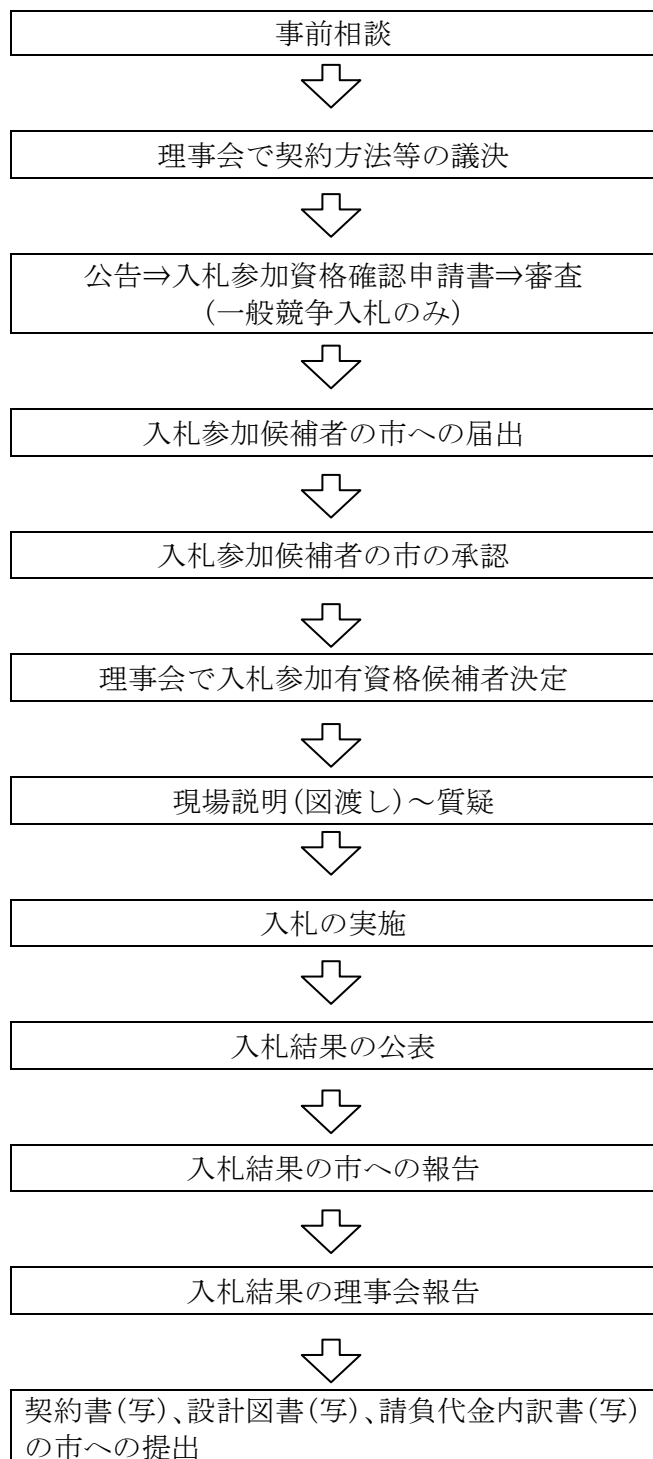 事前相談
理事会で契約方法等の議決
公告⇒入札参加資格確認申請書⇒審査
(一般競争入札のみ)
入札参加候補者の市への届出
入札参加候補者の市の承認
理事会で入札参加有資格候補者決定
現場説明(図渡し)～質疑
入札の実施
入札結果の公表
入札結果の市への報告
入札結果の理事会報告
契約書(写)、設計図書(写)、請負代金内訳書(写)
の市への提出